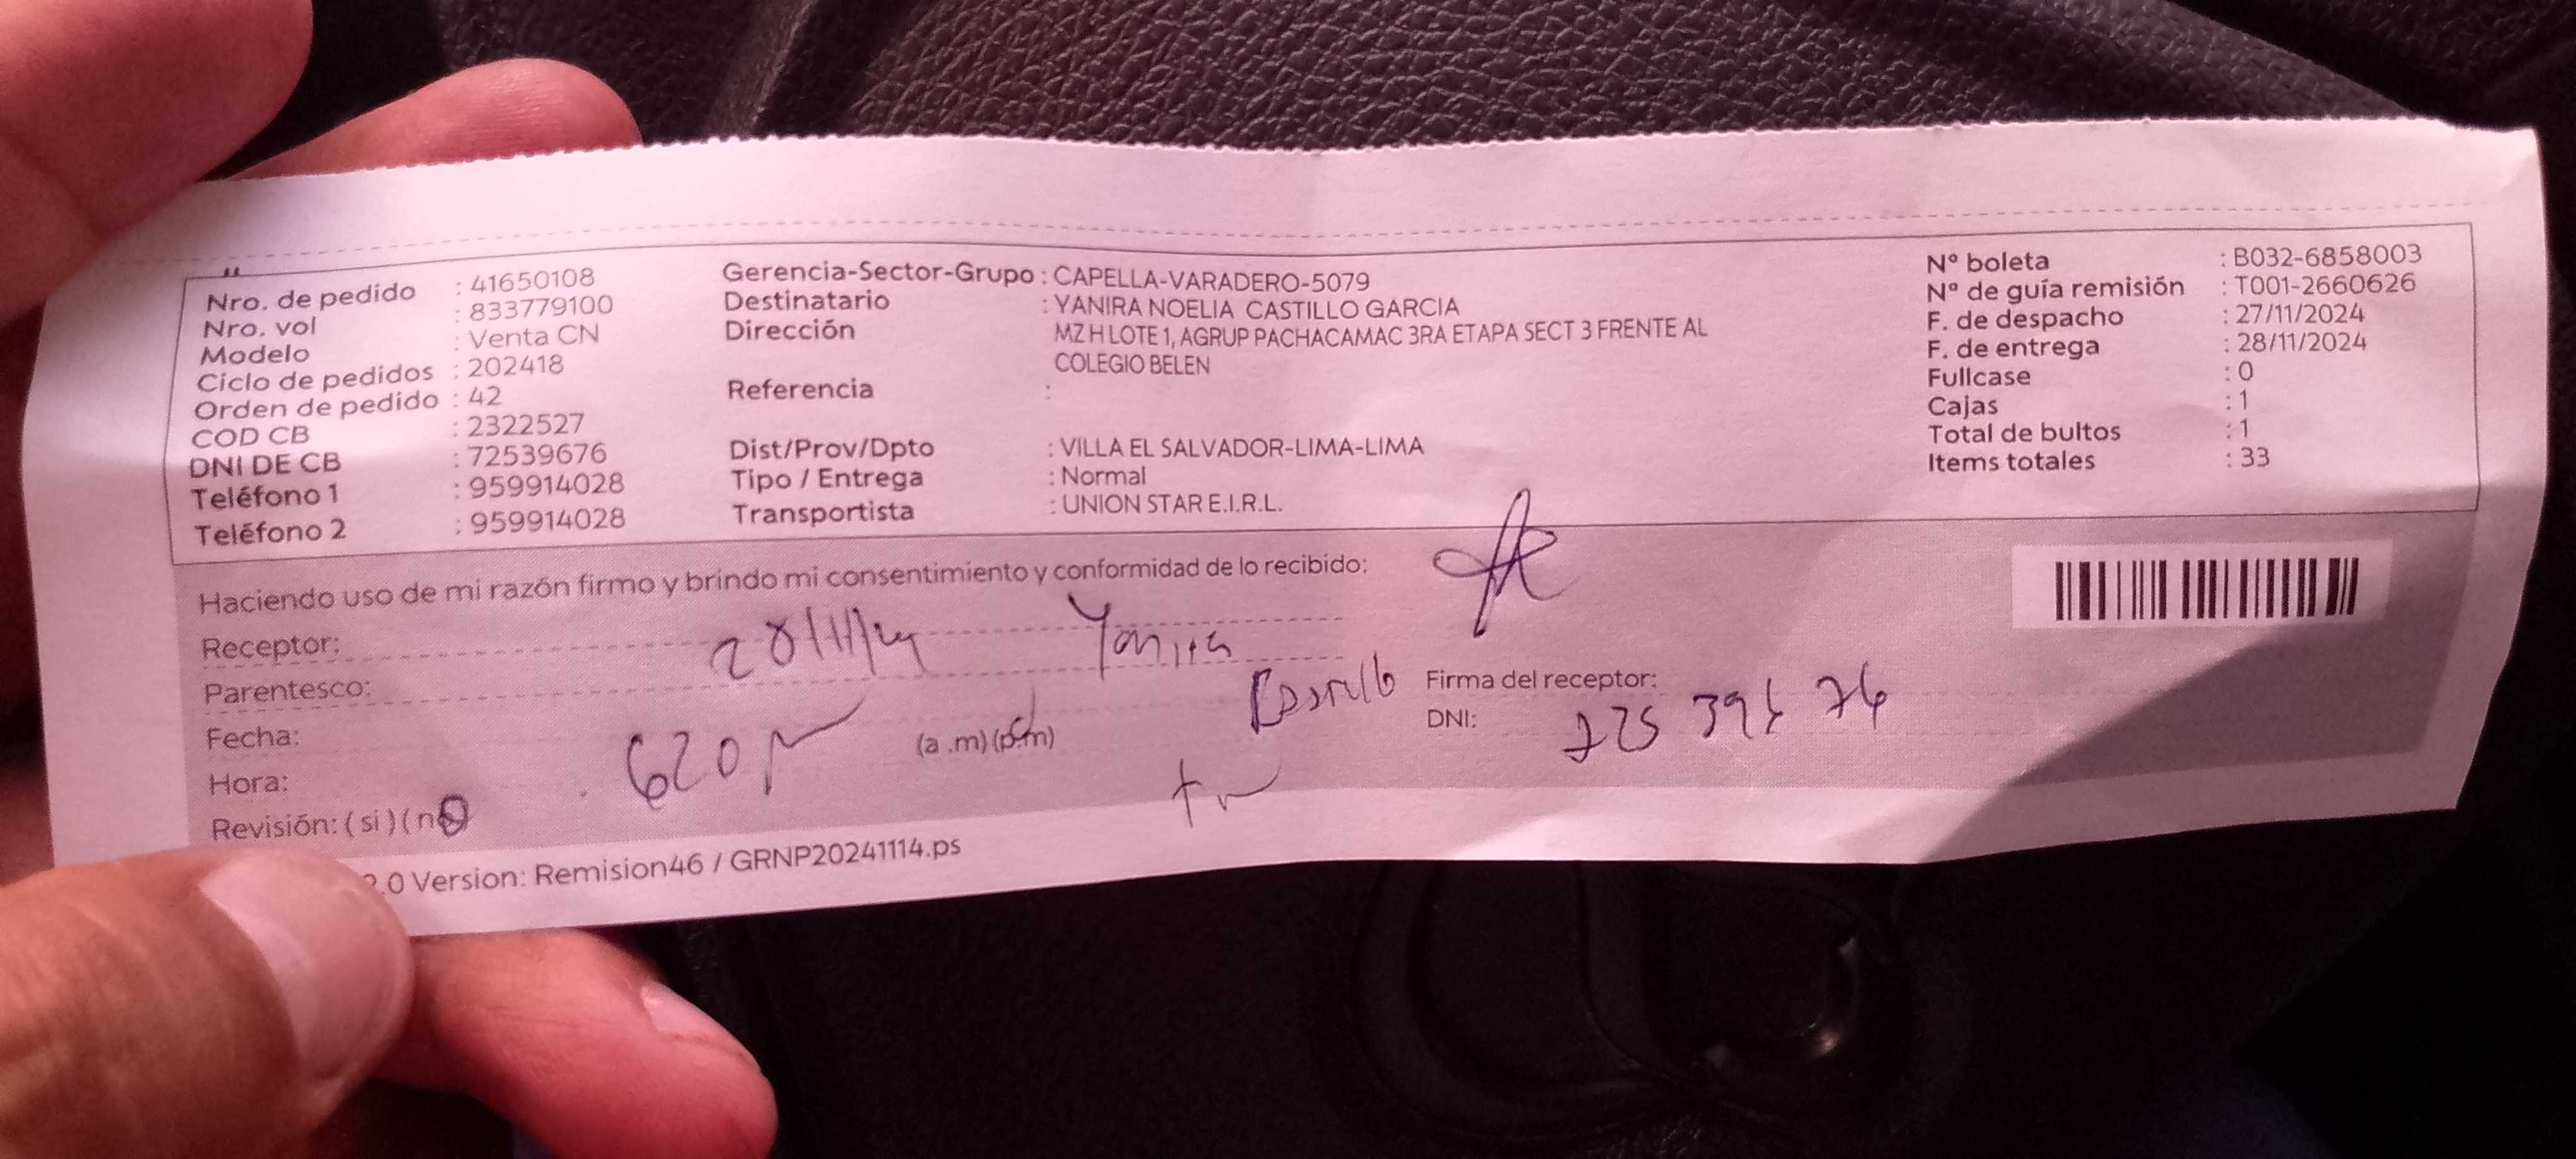 Nro. de pedido : 41650108
Nro. vol : 833779100
Modelo : Venta CN
Ciclo de pedidos : 202418
Orden de pedido : 42
COD CB : 2322527
DNI DE CB : 72539676
Teléfono 1 : 959914028
Teléfono 2 : 959914028
Gerencia-Sector-Grupo : CAPELLA-VARADERO-5079
Destinatario : YANIRA NOELIA CASTILLO GARCIA
Dirección MZ H LOTE 1, AGRUP PACHACAMAC 3RA ETAPA SECT 3 FRENTE AL
COLEGIO BELEN
Referencia :
Dist/Prov/Dpto : VILLA EL SALVADOR-LIMA-LIMA
Tipo / Entrega : Normal
Transportista : UNION STAR E.I.R.L.
Nº boleta : B032-6858003
Nº de guía remisión : T001-2660626
F. de despacho : 27/11/2024
F. de entrega : 28/11/2024
Fullcase : 0
Cajas : 1
Total de bultos : 1
Items totales : 33
Haciendo uso de mi razón firmo y brindo mi consentimiento y conformidad de lo recibido:
Receptor: 28/11/24 Yanira
Parentesco: Castillo
Fecha:
Hora: 620 (a .m) (p.m)
Revisión: ( si ) ( no )
Firma del receptor:
DNI: 72539676
2.0 Version: Remision46 / GRNP20241114.ps